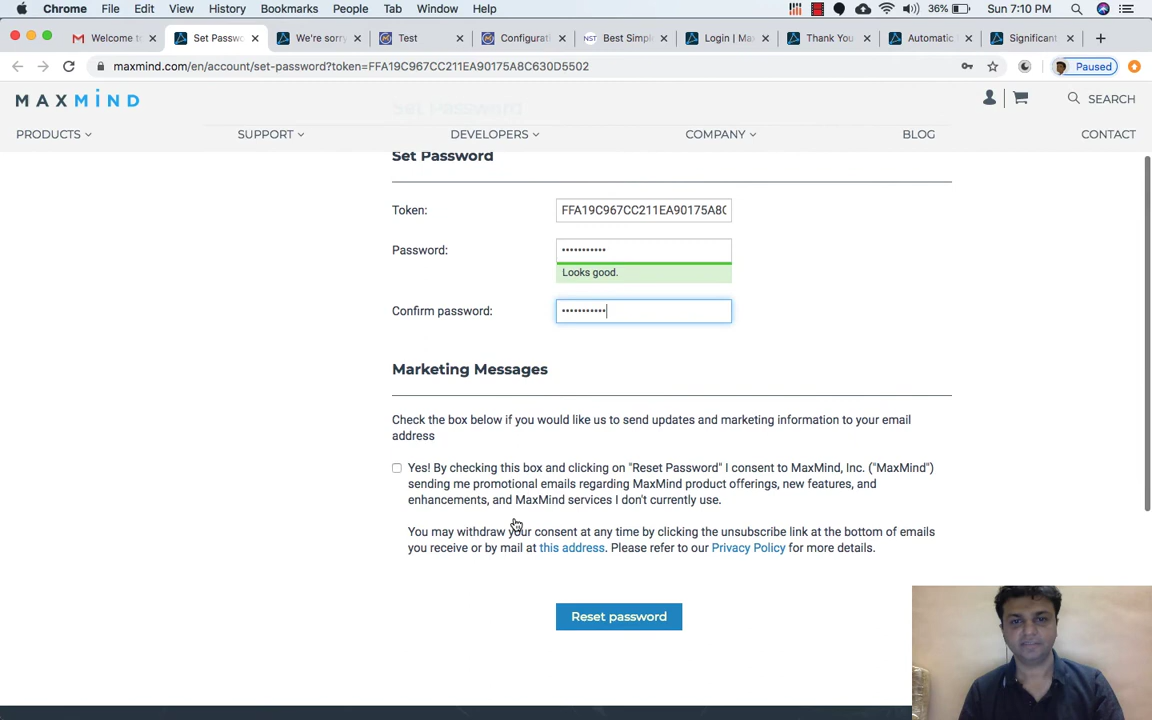 Chrome File Edit View History Bookmarks People Tab Window Help 36% Sun 7:10 PM
Welcome t Set Passwo We're sorry Test Configurati Best Simple Login | Ma Thank You Automatic Significant
maxmind.com/en/account/set-password?token=FFA19C967CC211EA90175A8C630D5502 Paused
MAXMIND SEARCH
PRODUCTS SUPPORT DEVELOPERS COMPANY BLOG CONTACT
Set Password
Set Password
Token: FFA19C967CC211EA90175A8C
Password: •••••••••••
Looks good.
Confirm password: •••••••••••
Marketing Messages
Check the box below if you would like us to send updates and marketing information to your email
address
Yes! By checking this box and clicking on "Reset Password" I consent to MaxMind, Inc. ("MaxMind")
sending me promotional emails regarding MaxMind product offerings, new features, and
enhancements, and MaxMind services I don't currently use.
You may withdraw your consent at any time by clicking the unsubscribe link at the bottom of emails
you receive or by mail at this address. Please refer to our Privacy Policy for more details.
Reset password